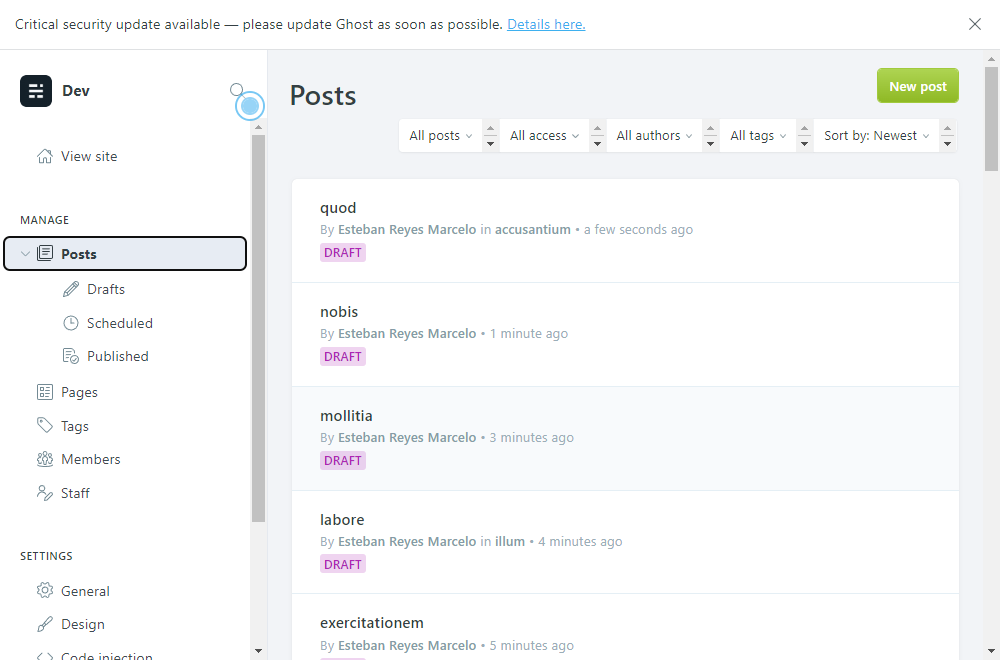 Critical security update available — please update Ghost as soon as possible. Details here.
Dev
View site
MANAGE
Posts
Drafts
Scheduled
Published
Pages
Tags
Members
Staff
SETTINGS
General
Design
Code injection
Posts
New post
All posts
All access
All authors
All tags
Sort by: Newest
quod
By Esteban Reyes Marcelo in accusantium • a few seconds ago
DRAFT
nobis
By Esteban Reyes Marcelo • 1 minute ago
DRAFT
mollitia
By Esteban Reyes Marcelo • 3 minutes ago
DRAFT
labore
By Esteban Reyes Marcelo in illum • 4 minutes ago
DRAFT
exercitationem
By Esteban Reyes Marcelo • 5 minutes ago